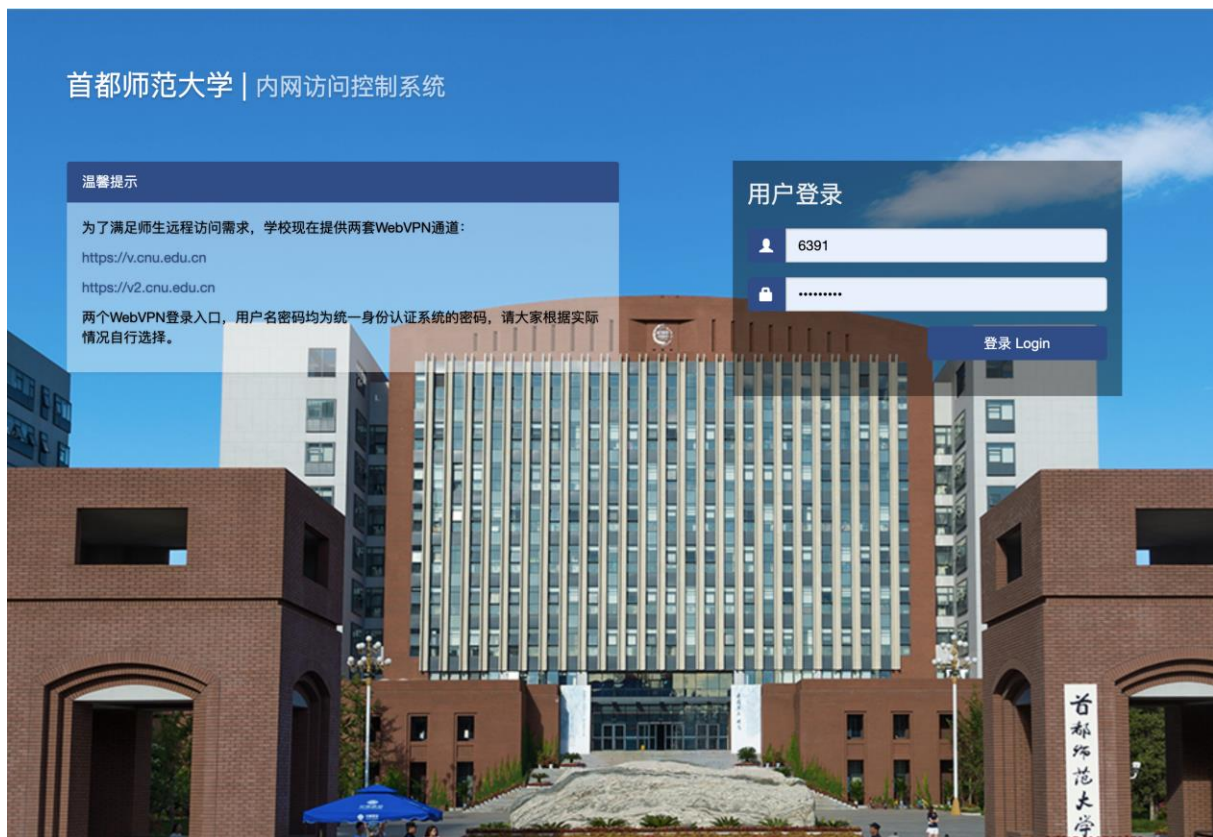 首都师范大学 | 内网访问控制系统
温馨提示
为了满足师生远程访问需求，学校现在提供两套WebVPN通道：
https://v.cnu.edu.cn
https://v2.cnu.edu.cn
两个WebVPN登录入口，用户名密码均为统一身份认证系统的密码，请大家根据实际
情况自行选择。
用户登录
6391
•••••••••
登录 Login
首都师范大学